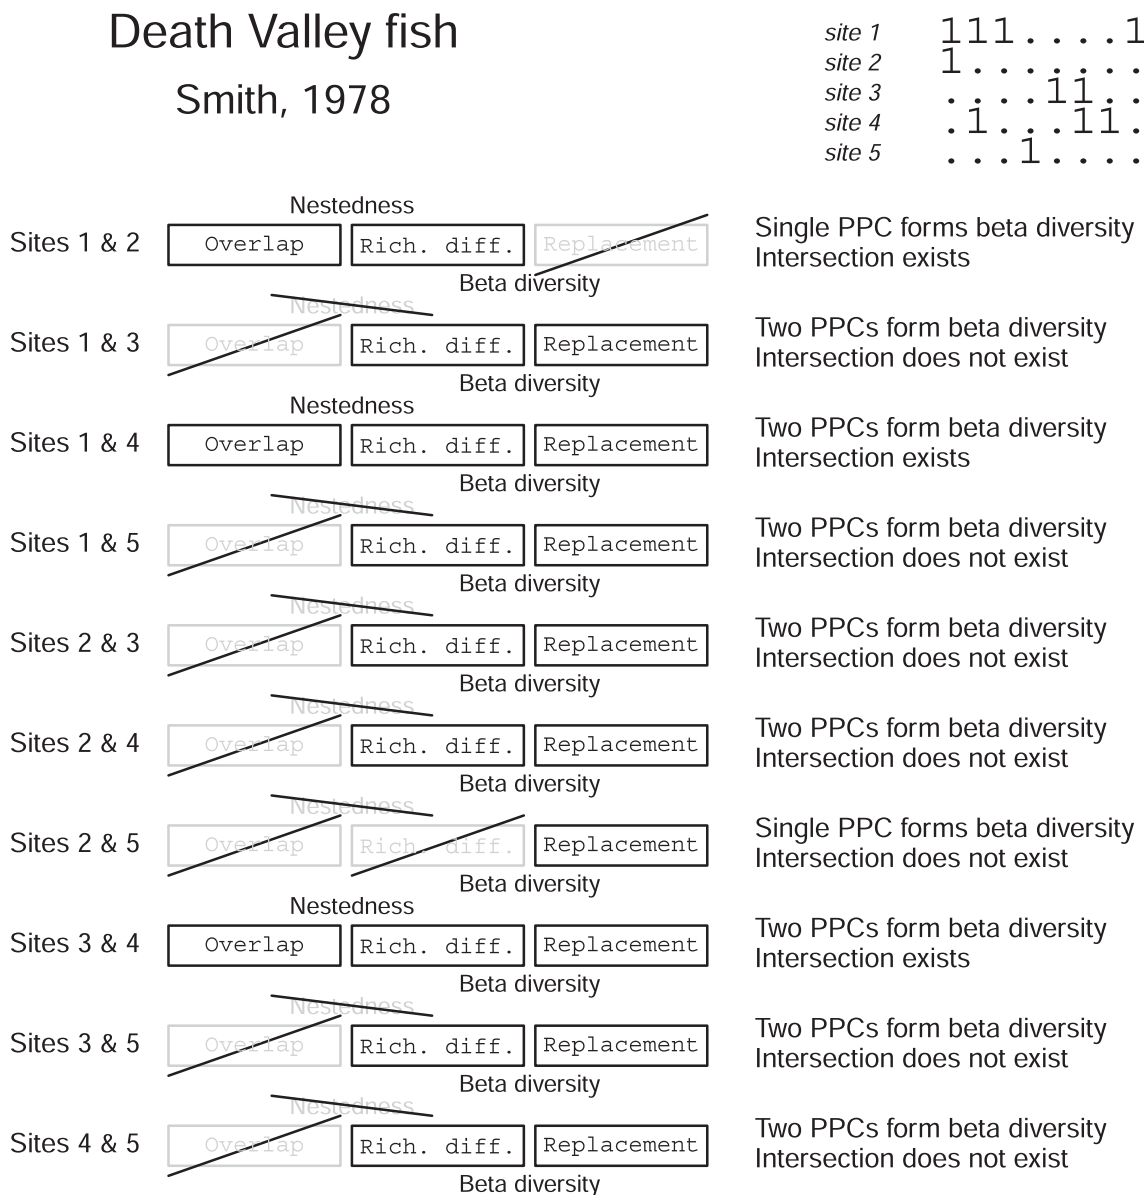 Death Valley fish
Smith, 1978
site 1 111....1
site 2 1.......
site 3 ....11..
site 4 .1...11.
site 5 ...1....
Nestedness
Sites 1 & 2 Overlap Rich. diff. Replacement Single PPC forms beta diversity
Intersection exists
Beta diversity
Nestedness
Sites 1 & 3 Overlap Rich. diff. Replacement Two PPCs form beta diversity
Intersection does not exist
Beta diversity
Nestedness
Sites 1 & 4 Overlap Rich. diff. Replacement Two PPCs form beta diversity
Intersection exists
Beta diversity
Nestedness
Sites 1 & 5 Overlap Rich. diff. Replacement Two PPCs form beta diversity
Intersection does not exist
Beta diversity
Nestedness
Sites 2 & 3 Overlap Rich. diff. Replacement Two PPCs form beta diversity
Intersection does not exist
Beta diversity
Nestedness
Sites 2 & 4 Overlap Rich. diff. Replacement Two PPCs form beta diversity
Intersection does not exist
Beta diversity
Nestedness
Sites 2 & 5 Overlap Rich. diff. Replacement Single PPC forms beta diversity
Intersection does not exist
Beta diversity
Nestedness
Sites 3 & 4 Overlap Rich. diff. Replacement Two PPCs form beta diversity
Intersection exists
Beta diversity
Nestedness
Sites 3 & 5 Overlap Rich. diff. Replacement Two PPCs form beta diversity
Intersection does not exist
Beta diversity
Nestedness
Sites 4 & 5 Overlap Rich. diff. Replacement Two PPCs form beta diversity
Intersection does not exist
Beta diversity